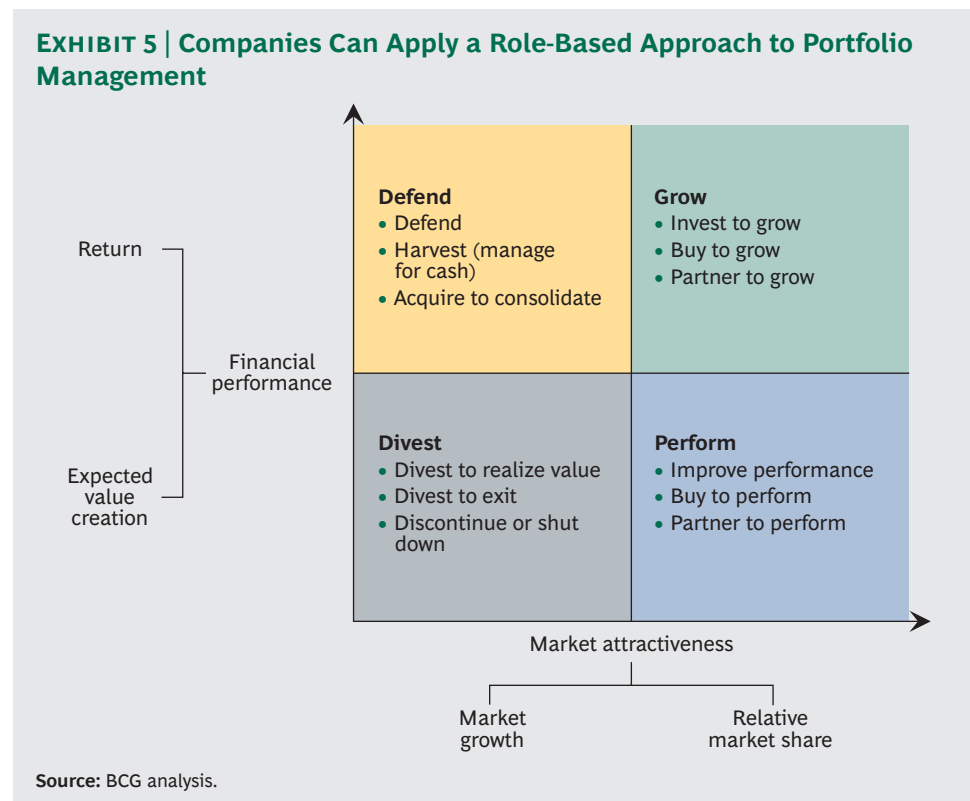 EXHIBIT 5 | Companies Can Apply a Role-Based Approach to Portfolio
Management
Return
Financial
performance
Expected
value
creation
Defend
• Defend
• Harvest (manage
for cash)
• Acquire to consolidate
Grow
• Invest to grow
• Buy to grow
• Partner to grow
Divest
• Divest to realize value
• Divest to exit
• Discontinue or shut
down
Perform
• Improve performance
• Buy to perform
• Partner to perform
Market attractiveness
Market
growth
Relative
market share
Source: BCG analysis.